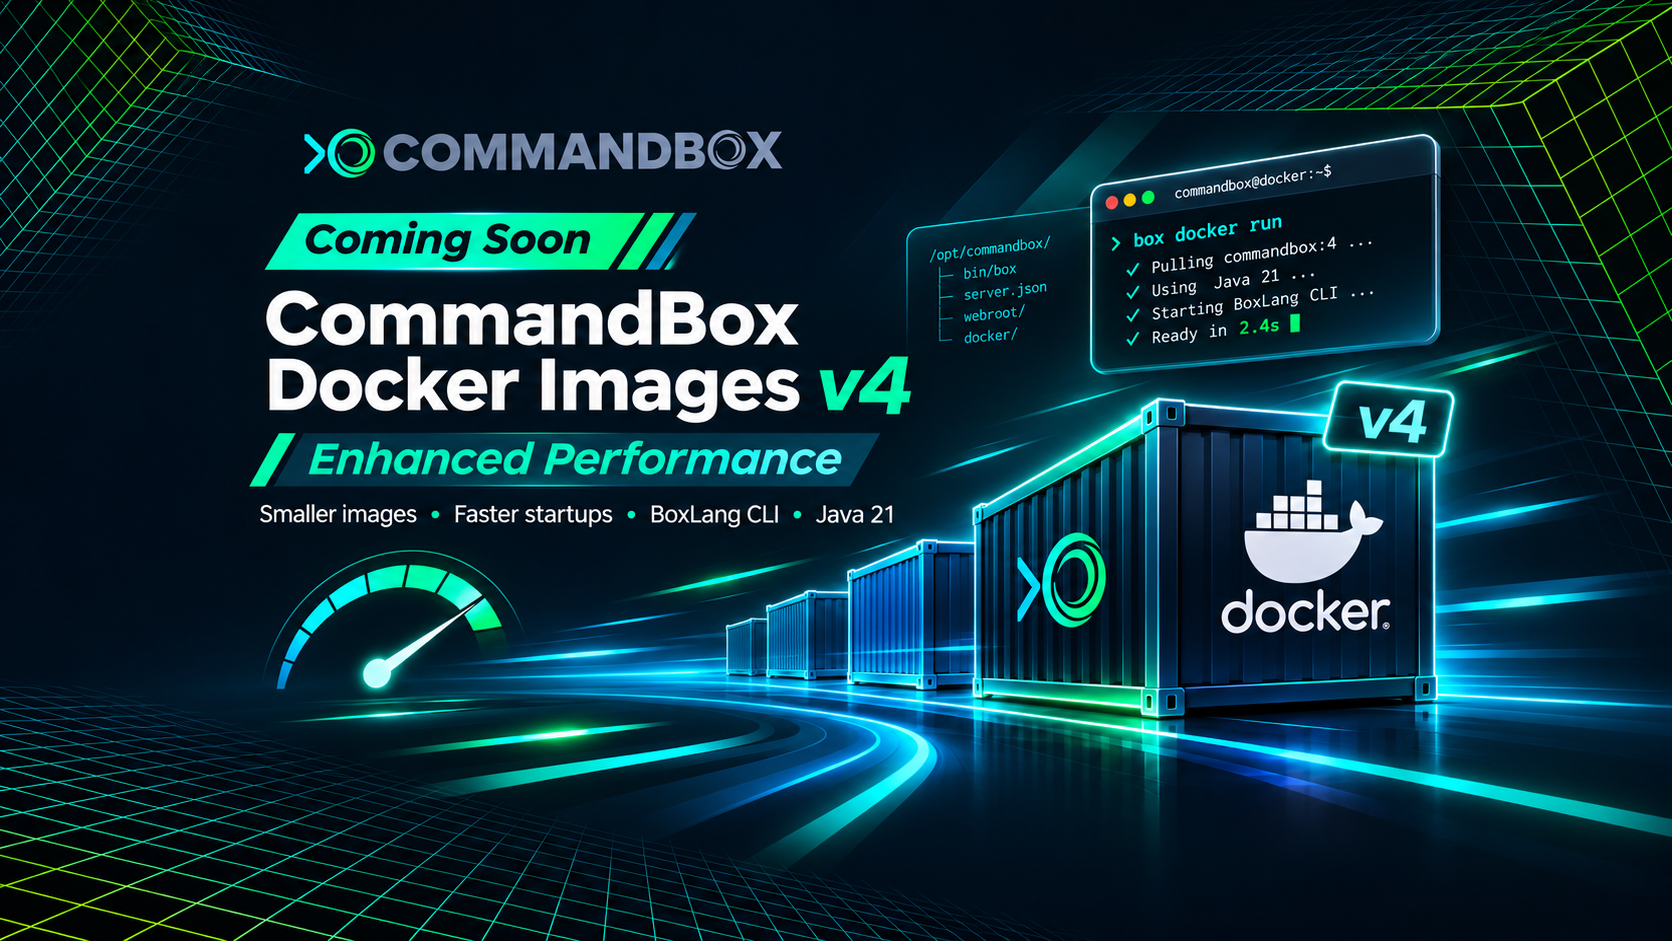 COMMANDBOX
Coming Soon
CommandBox
Docker Images v4
Enhanced Performance
Smaller images • Faster startups • BoxLang CLI • Java 21
/opt/commandbox/
bin/box
server.json
webroot/
docker/
commandbox@docker:~$
> box docker run
✓ Pulling commandbox:4 ...
✓ Using Java 21 ...
✓ Starting BoxLang CLI ...
✓ Ready in 2.4s
v4
docker®